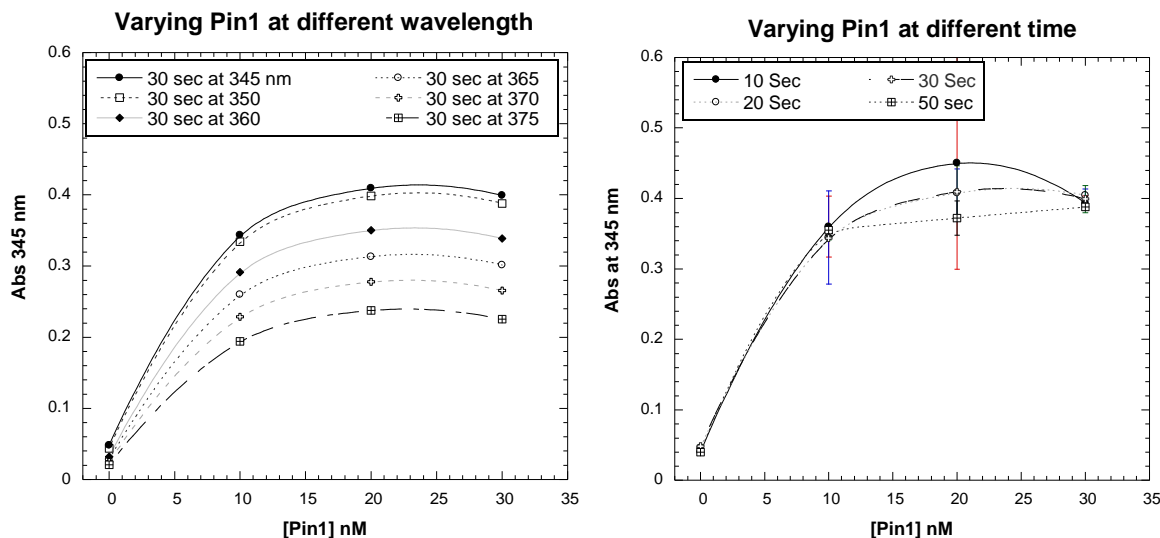 Varying Pin1 at different wavelength
0.6
0.5
0.4
0.3
0.2
0.1
0
Abs 345 nm
30 sec at 345 nm
30 sec at 350
30 sec at 360
30 sec at 365
30 sec at 370
30 sec at 375
0 5 10 15 20 25 30 35
[Pin1] nM
Varying Pin1 at different time
0.6
0.5
0.4
0.3
0.2
0.1
0
Abs at 345 nm
10 Sec
20 Sec
30 Sec
50 sec
0 5 10 15 20 25 30 35
[Pin1] nM